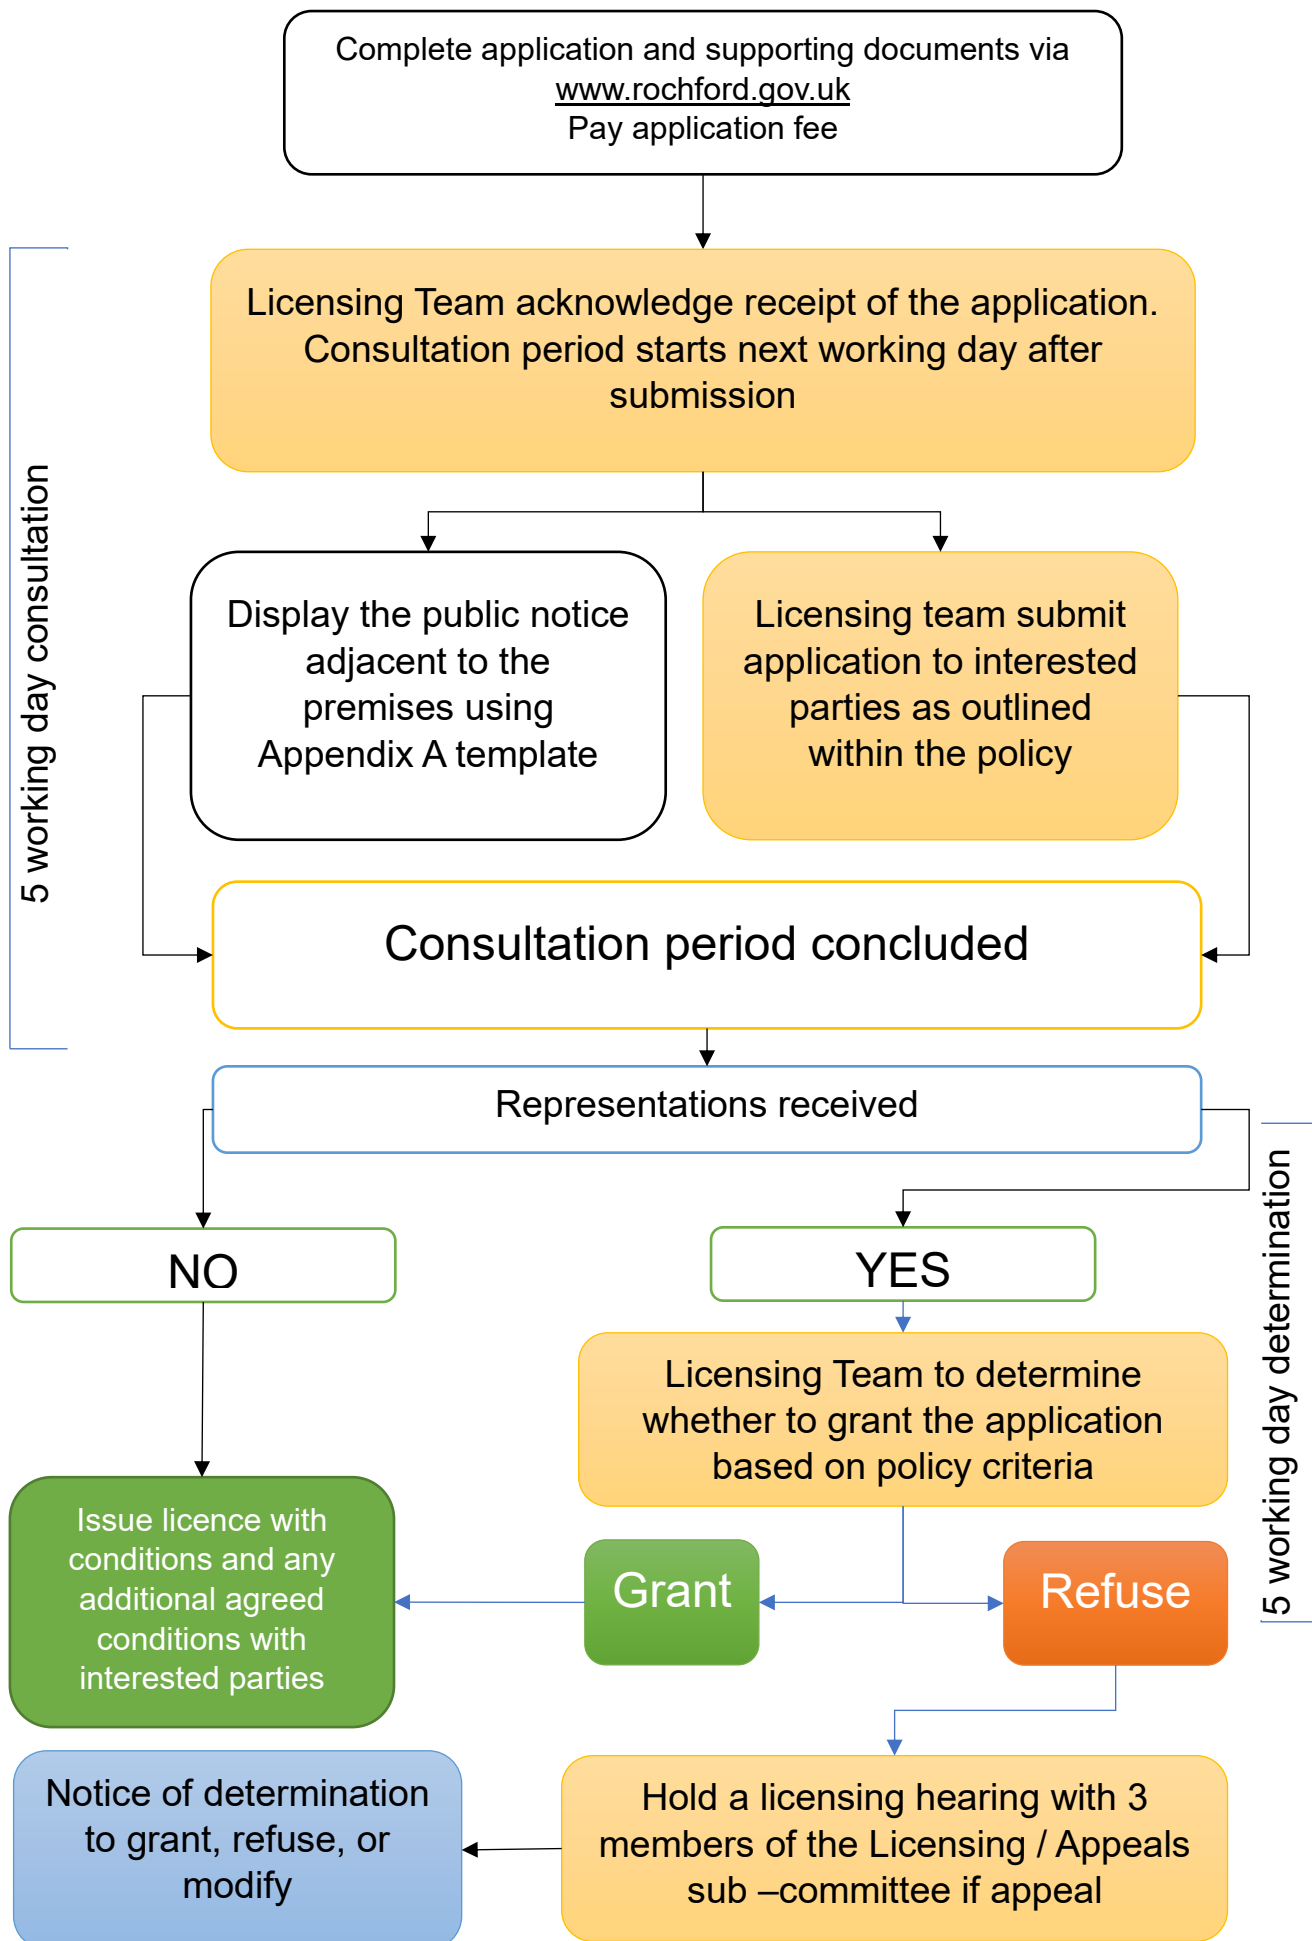 Complete application and supporting documents via
www.rochford.gov.uk
Pay application fee
Licensing Team acknowledge receipt of the application.
Consultation period starts next working day after
submission
5 working day consultation
Display the public notice
adjacent to the
premises using
Appendix A template
Licensing team submit
application to interested
parties as outlined
within the policy
Consultation period concluded
Representations received
NO
YES
5 working day determination
Licensing Team to determine
whether to grant the application
based on policy criteria
Issue licence with
conditions and any
additional agreed
conditions with
interested parties
Grant
Refuse
Notice of determination
to grant, refuse, or
modify
Hold a licensing hearing with 3
members of the Licensing / Appeals
sub –committee if appeal